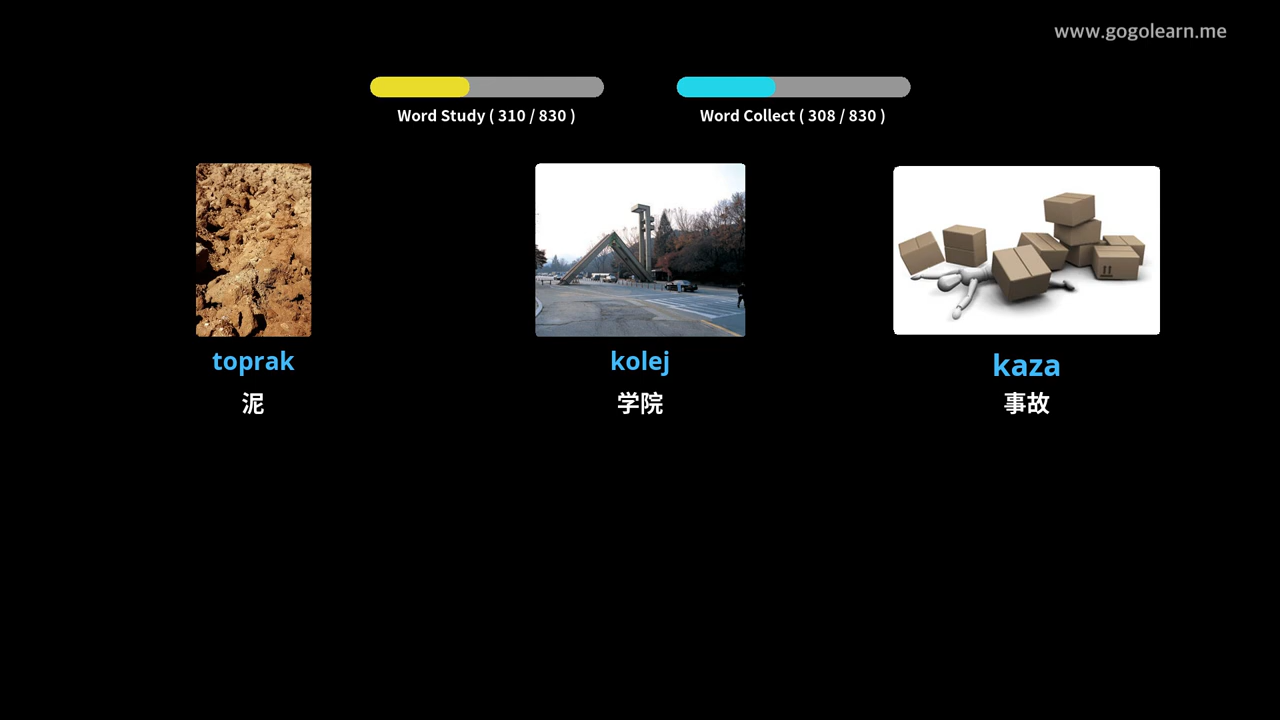 www.gogolearn.me
Word Study ( 310 / 830 )
Word Collect ( 308 / 830 )
toprak
kolej
kaza
泥
学院
事故